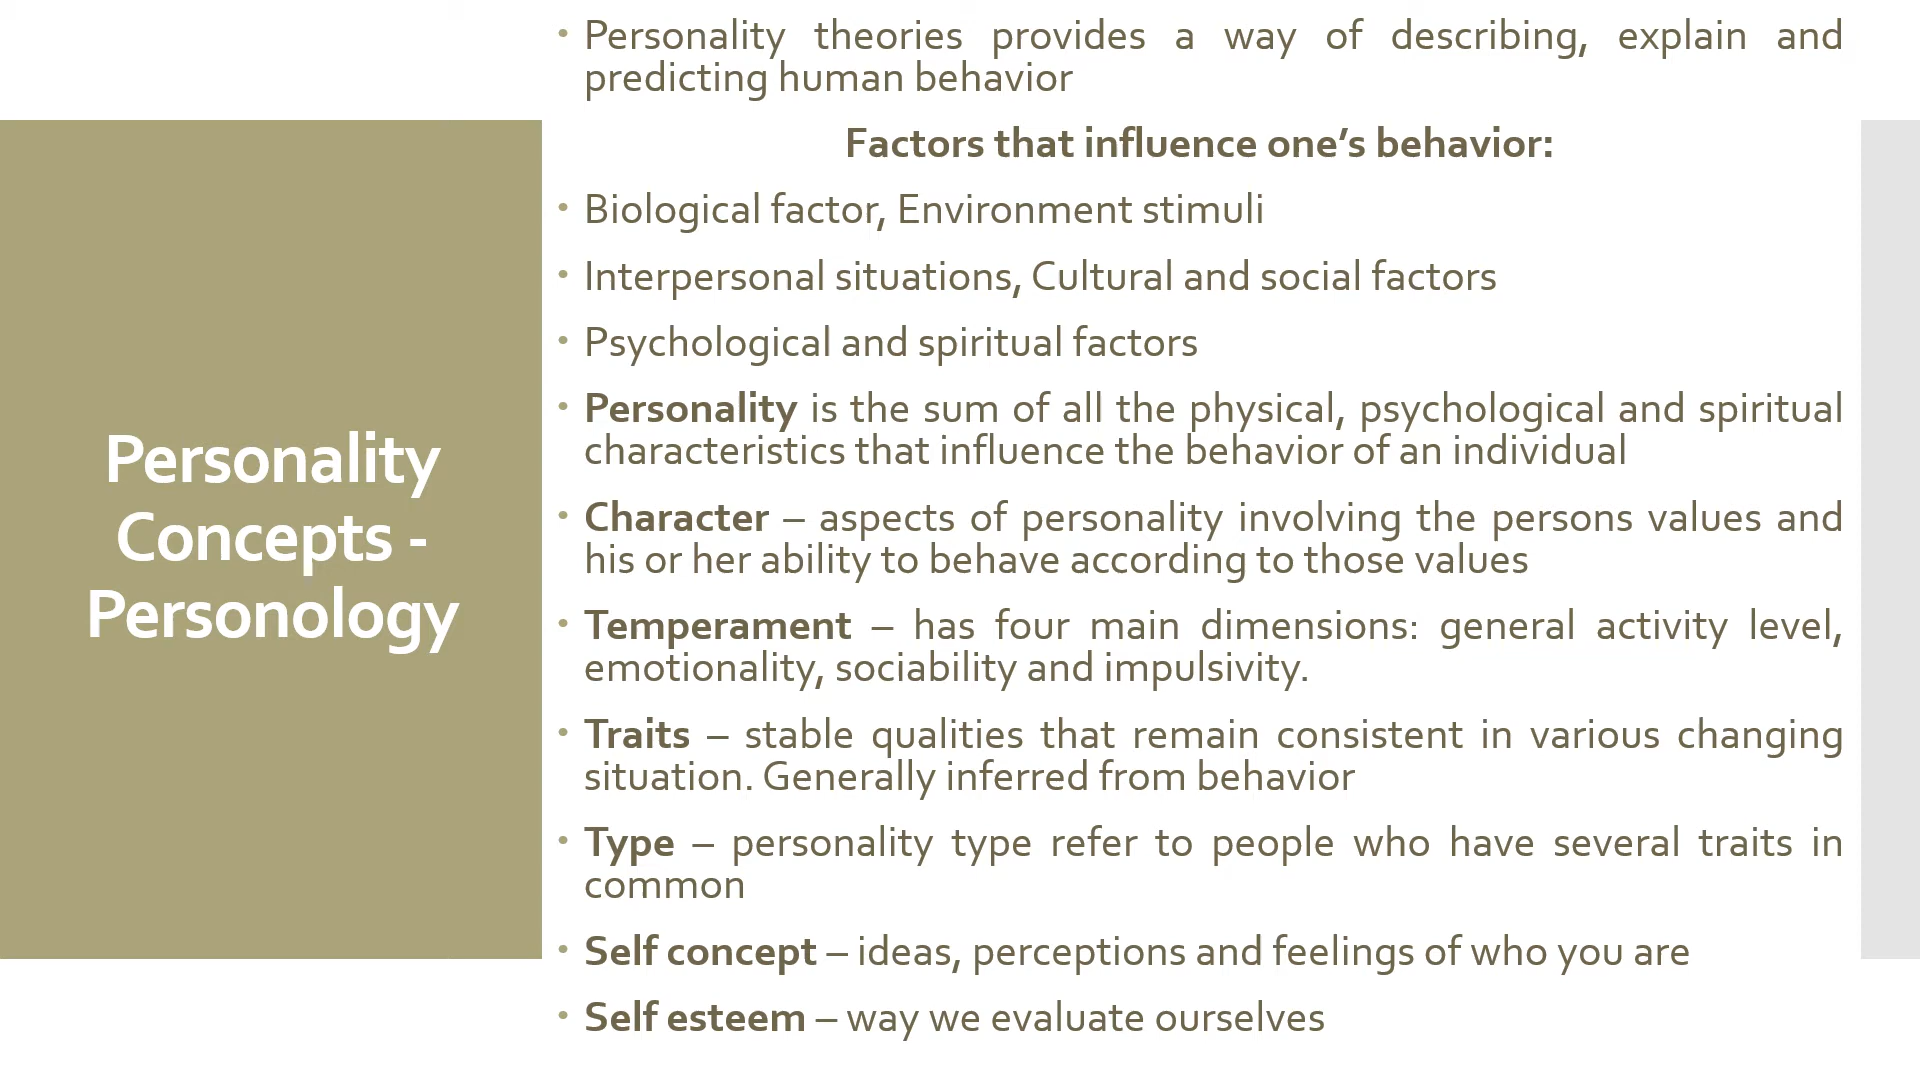 Personality Concepts -
Personology
• Personality theories provides a way of describing, explain and
predicting human behavior
Factors that influence one’s behavior:
• Biological factor, Environment stimuli
• Interpersonal situations, Cultural and social factors
• Psychological and spiritual factors
• Personality is the sum of all the physical, psychological and spiritual
characteristics that influence the behavior of an individual
• Character – aspects of personality involving the persons values and
his or her ability to behave according to those values
• Temperament – has four main dimensions: general activity level,
emotionality, sociability and impulsivity.
• Traits – stable qualities that remain consistent in various changing
situation. Generally inferred from behavior
• Type – personality type refer to people who have several traits in
common
• Self concept – ideas, perceptions and feelings of who you are
• Self esteem – way we evaluate ourselves